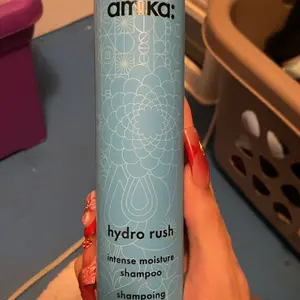 amika:
hydro rush
intense moisture
shampoo
shampoing